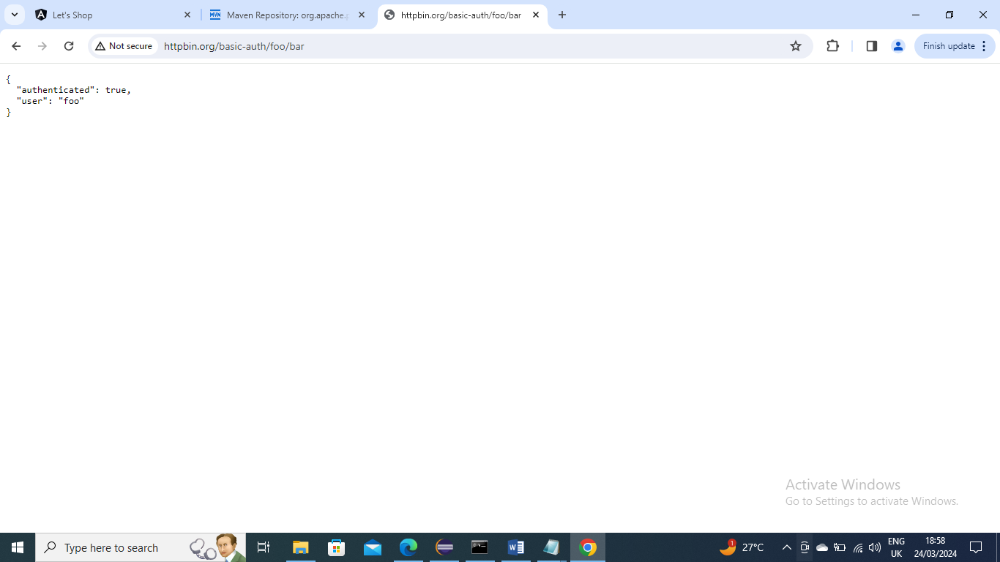 Let's Shop
MVN
Maven Repository: org.apache.
httpbin.org/basic-auth/foo/bar
Not secure
httpbin.org/basic-auth/foo/bar
Finish update
{
"authenticated": true,
"user": "foo"
}
Activate Windows
Go to Settings to activate Windows.
Type here to search
1
27°C
ENG
UK
18:58
24/03/2024